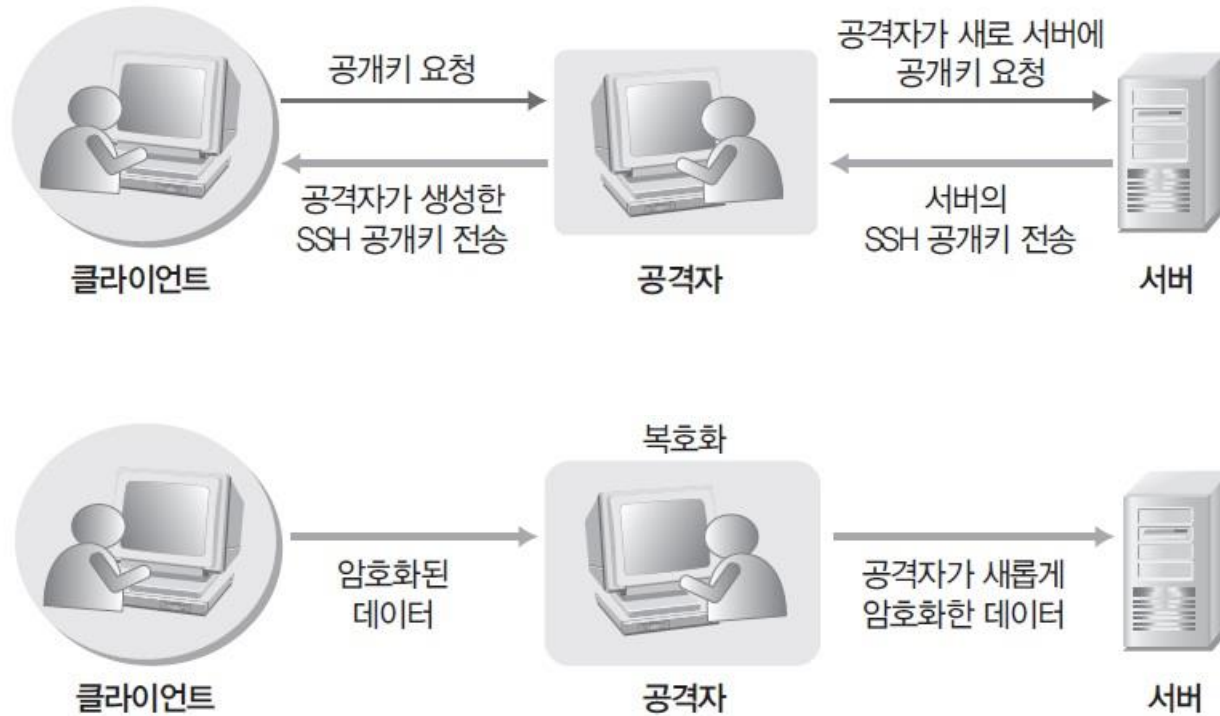 공개키 요청
공격자가 새로 서버에
공개키 요청
공격자가 생성한
SSH 공개키 전송
서버의
SSH 공개키 전송
클라이언트
공격자
서버
복호화
암호화된
데이터
공격자가 새롭게
암호화한 데이터
클라이언트
공격자
서버